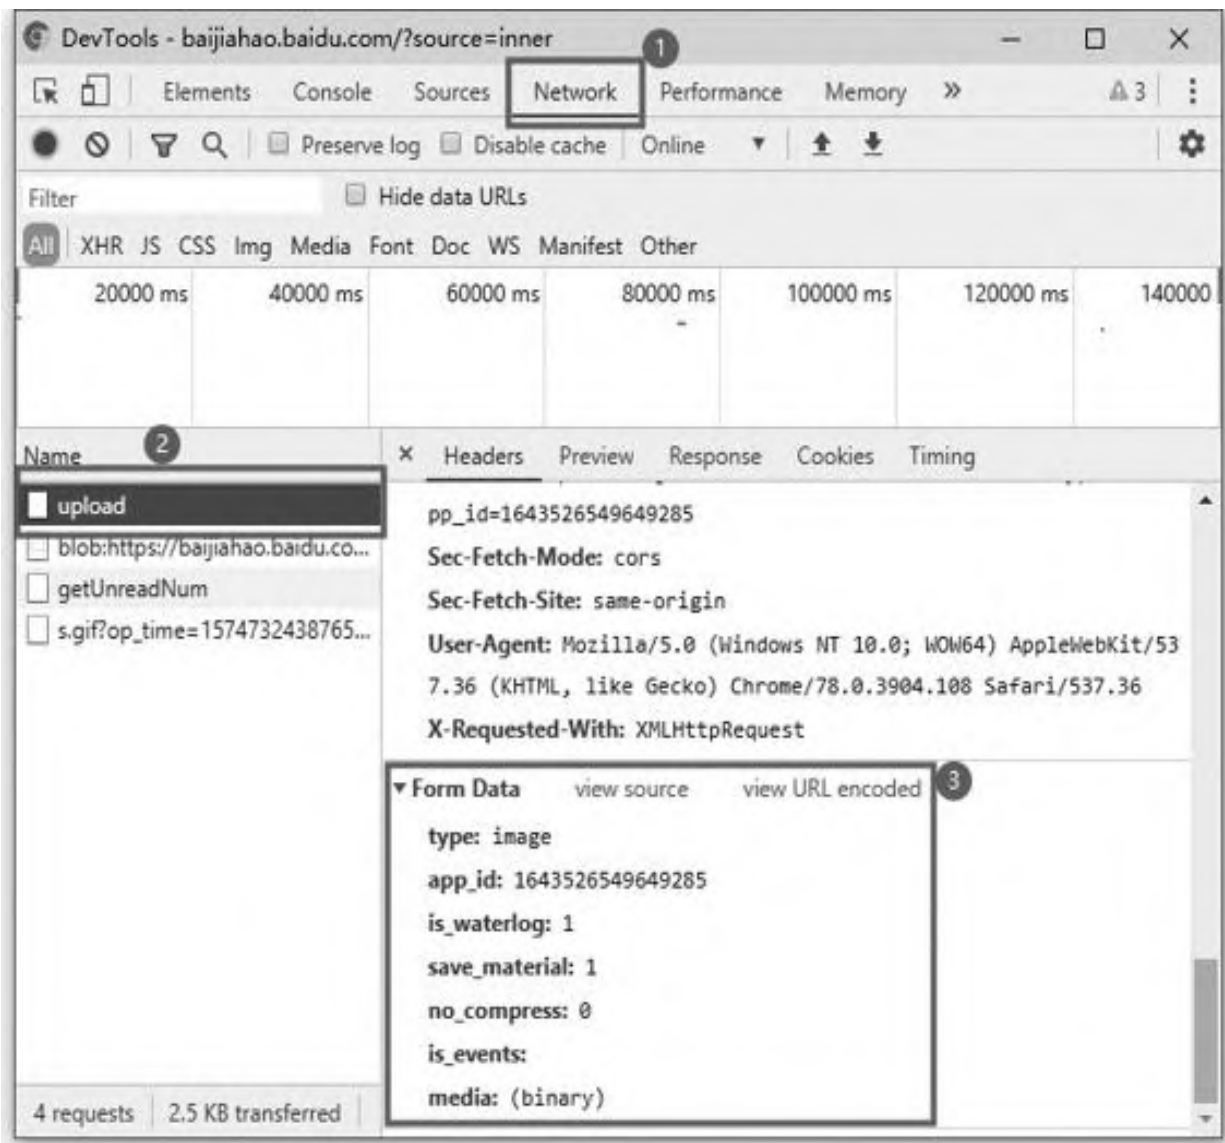 DevTools - baijiahao.baidu.com/?source=inner
1
Elements Console Sources Network Performance Memory » 3
Preserve log Disable cache Online
Filter Hide data URLs
All XHR JS CSS Img Media Font Doc WS Manifest Other
20000 ms 40000 ms 60000 ms 80000 ms 100000 ms 120000 ms 140000
2
Name × Headers Preview Response Cookies Timing
upload
pp_id=1643526549649285
blob:https://baijiahao.baidu.co...
Sec-Fetch-Mode: cors
getUnreadNum
Sec-Fetch-Site: same-origin
s.gif?op_time=1574732438765...
User-Agent: Mozilla/5.0 (Windows NT 10.0; WOW64) AppleWebKit/53
7.36 (KHTML, like Gecko) Chrome/78.0.3904.108 Safari/537.36
X-Requested-With: XMLHttpRequest
Form Data view source view URL encoded 3
type: image
app_id: 1643526549649285
is_waterlog: 1
save_material: 1
no_compress: 0
is_events:
media: (binary)
4 requests 2.5 KB transferred